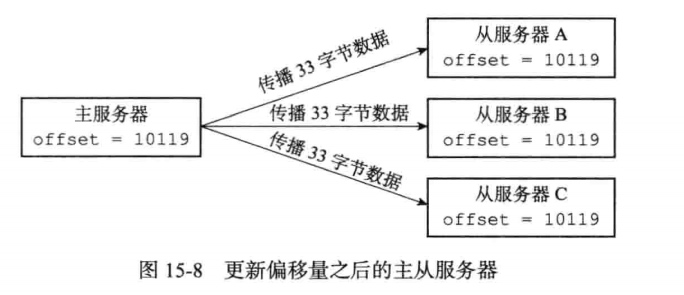 传播 33 字节数据
从服务器 A
offset = 10119
主服务器
offset = 10119
传播 33 字节数据
从服务器 B
offset = 10119
传播 33 字节数据
从服务器 C
offset = 10119
图 15-8 更新偏移量之后的主从服务器